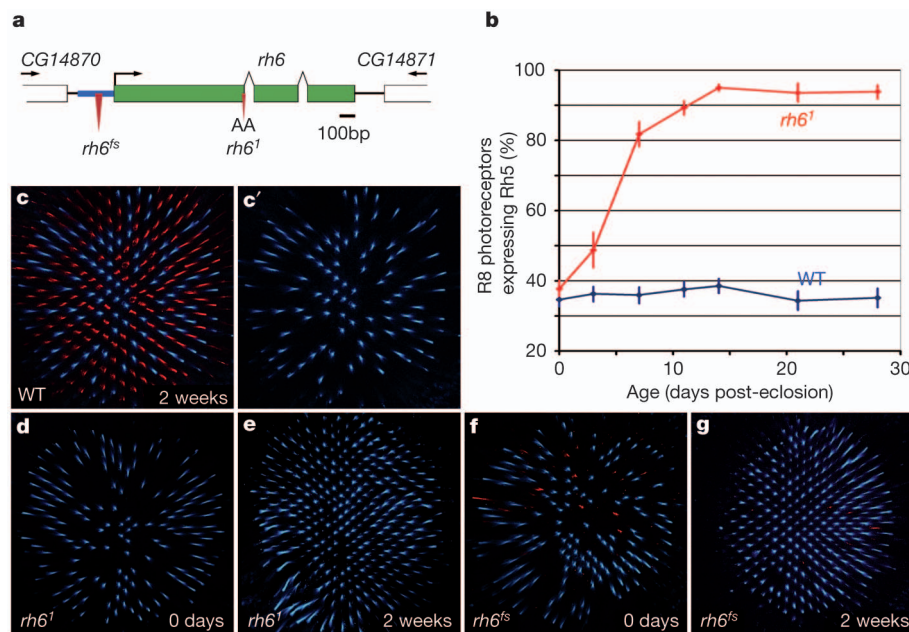 a
CG14870 rh6 CG14871
AA
100bp
rh6fs rh61
b
R8 photoreceptors
expressing Rh5 (%)
100
80
60
40
20
rh61
WT
0 10 20 30
Age (days post-eclosion)
c
WT 2 weeks
c′
d
rh61 0 days
e
rh61 2 weeks
f
rh6fs 0 days
g
rh6fs 2 weeks